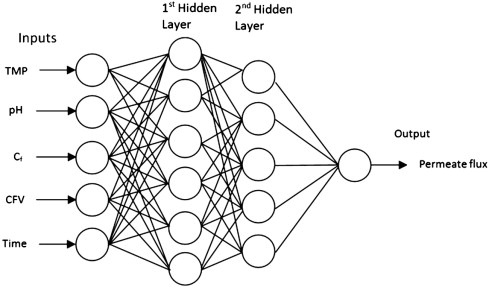 1st Hidden
Layer
2nd Hidden
Layer
Inputs
TMP
pH
Cf
CFV
Time
Output
Permeate flux